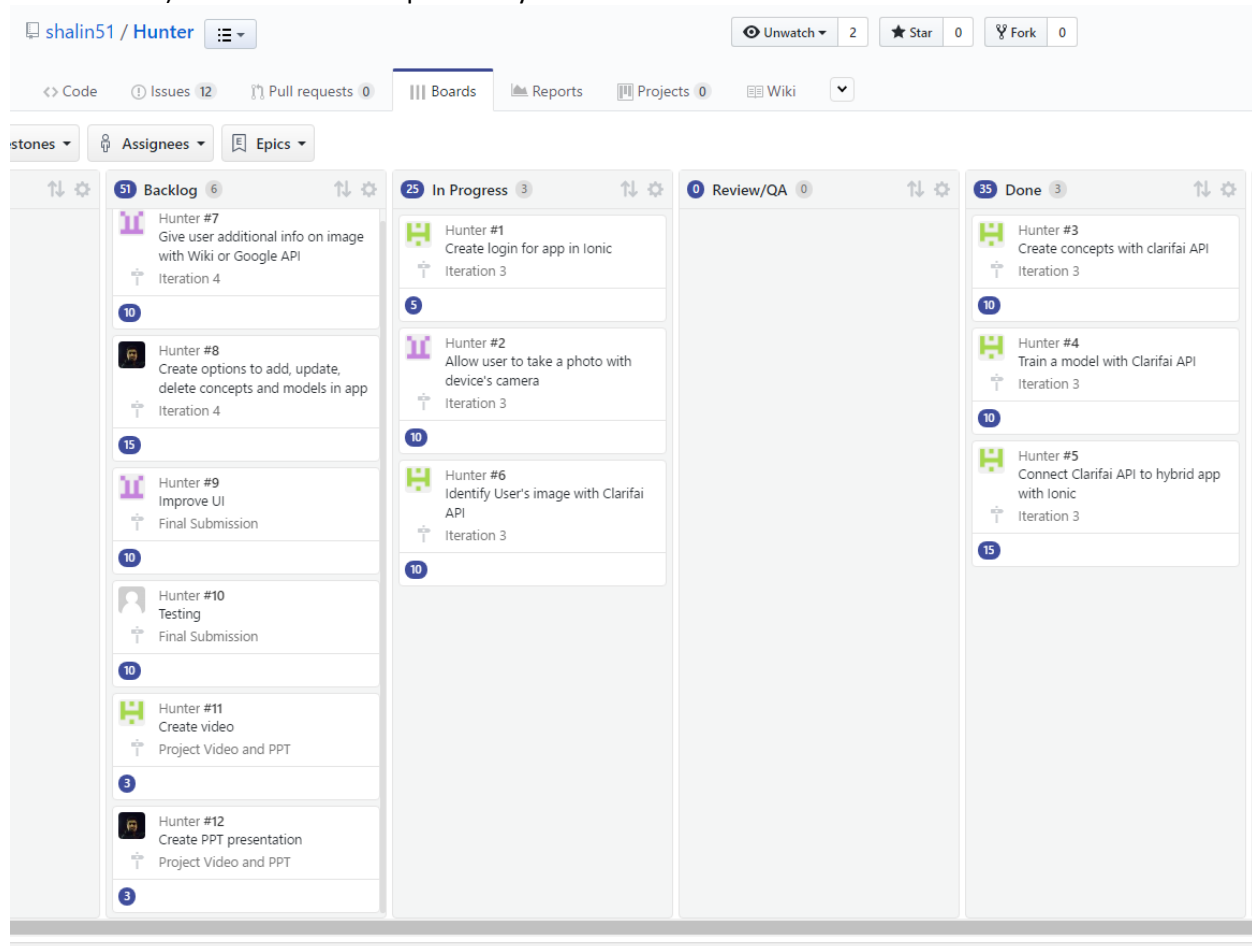 shalin51 / Hunter
Unwatch 2 Star 0 Fork 0
Code Issues 12 Pull requests 0 Boards Reports Projects 0 Wiki
Assignees Epics
51 Backlog 6
Hunter #7
Give user additional info on image
with Wiki or Google API
Iteration 4
10
Hunter #8
Create options to add, update,
delete concepts and models in app
Iteration 4
15
Hunter #9
Improve UI
Final Submission
10
Hunter #10
Testing
Final Submission
10
Hunter #11
Create video
Project Video and PPT
3
Hunter #12
Create PPT presentation
Project Video and PPT
3
25 In Progress 3
Hunter #1
Create login for app in Ionic
Iteration 3
5
Hunter #2
Allow user to take a photo with
device's camera
Iteration 3
10
Hunter #6
Identify User's image with Clarifai
API
Iteration 3
10
0 Review/QA 0
35 Done 3
Hunter #3
Create concepts with clarifai API
Iteration 3
10
Hunter #4
Train a model with Clarifai API
Iteration 3
10
Hunter #5
Connect Clarifai API to hybrid app
with Ionic
Iteration 3
15